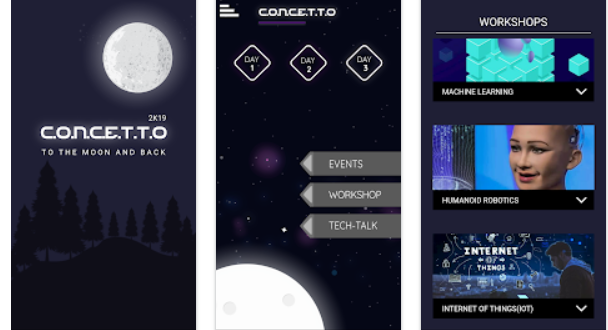 2K19
C.O.N.C.E.T.T.O
TO THE MOON AND BACK
C.O.N.C.E.T.T.O
DAY
1
DAY
2
DAY
3
EVENTS
WORKSHOP
TECH-TALK
WORKSHOPS
MACHINE LEARNING
HUMANOID ROBOTICS
INTERNET
OF
THINGS
INTERNET OF THINGS(IOT)